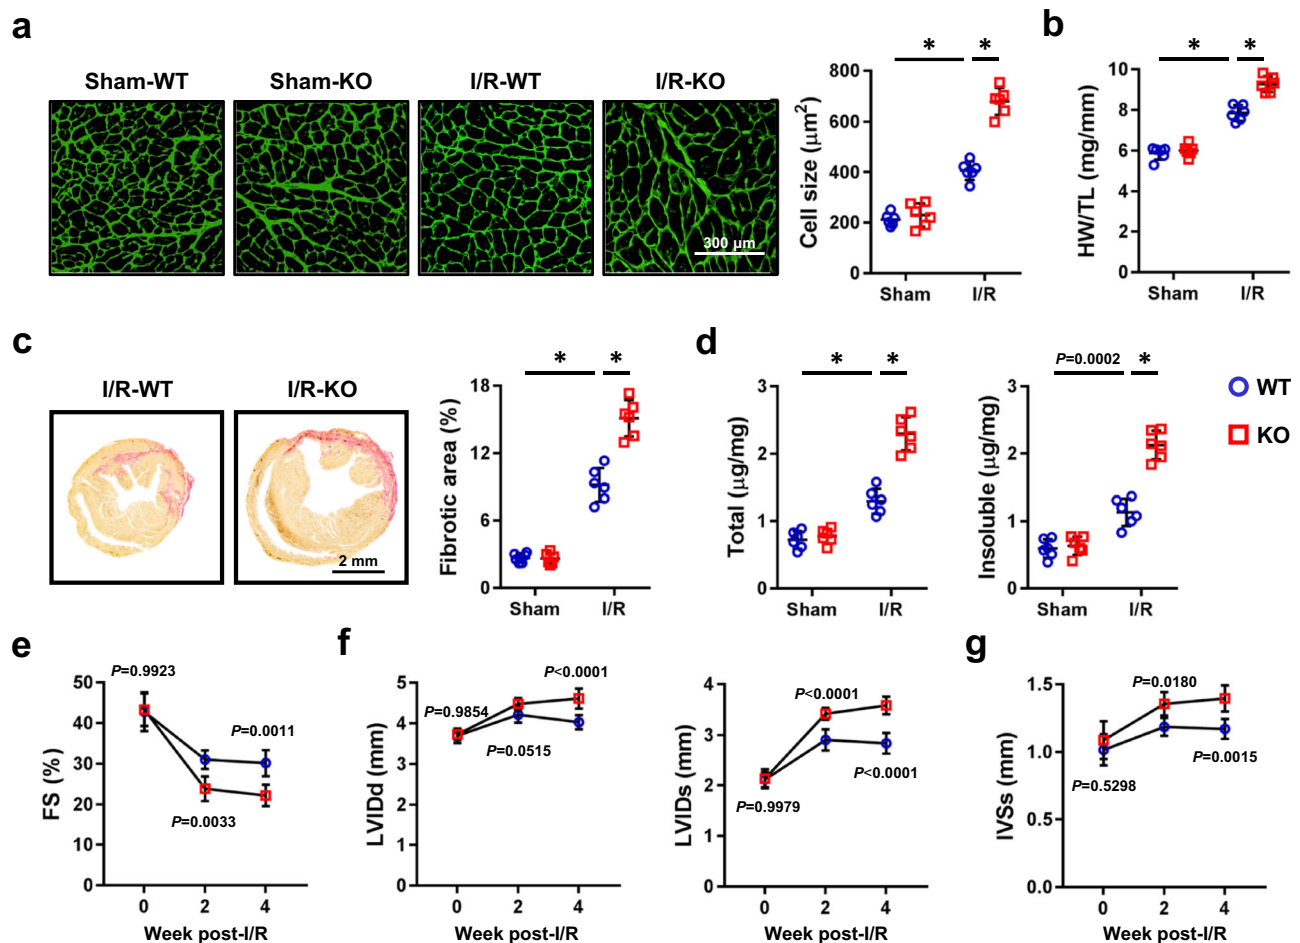 a
Sham-WT
Sham-KO
I/R-WT
I/R-KO
300 μm
* *
Cell size (μm²)
800
600
400
200
0
Sham
I/R
b
* *
HW/TL (mg/mm)
10
8
6
4
2
0
Sham
I/R
c
I/R-WT
I/R-KO
2 mm
* *
Fibrotic area (%)
18
12
6
0
Sham
I/R
d
* *
Total (μg/mg)
3
2
1
0
Sham
I/R
P=0.0002 *
Insoluble (μg/mg)
3
2
1
0
Sham
I/R
WT
KO
e
P=0.9923
P=0.0011
P=0.0033
FS (%)
50
40
30
20
10
0
0 2 4
Week post-I/R
f
P<0.0001
P=0.9854
P=0.0515
LVIDd (mm)
5
4
3
2
1
0
0 2 4
Week post-I/R
P<0.0001
P<0.0001
P=0.9979
LVIDs (mm)
4
3
2
1
0
0 2 4
Week post-I/R
g
P=0.0180
P=0.0015
P=0.5298
IVSs (mm)
1.5
1.0
0.5
0.0
0 2 4
Week post-I/R